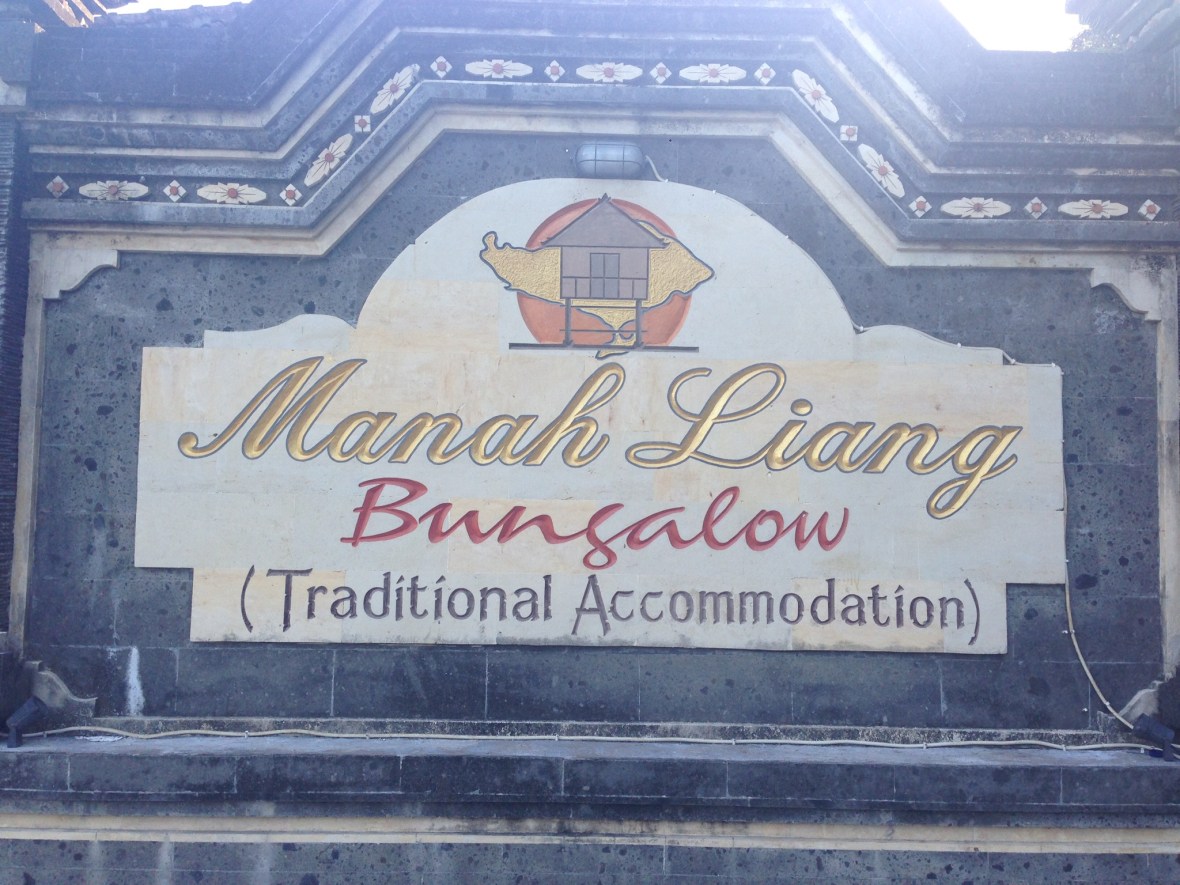 Manah Liang
Bungalow
(Traditional Accommodation)